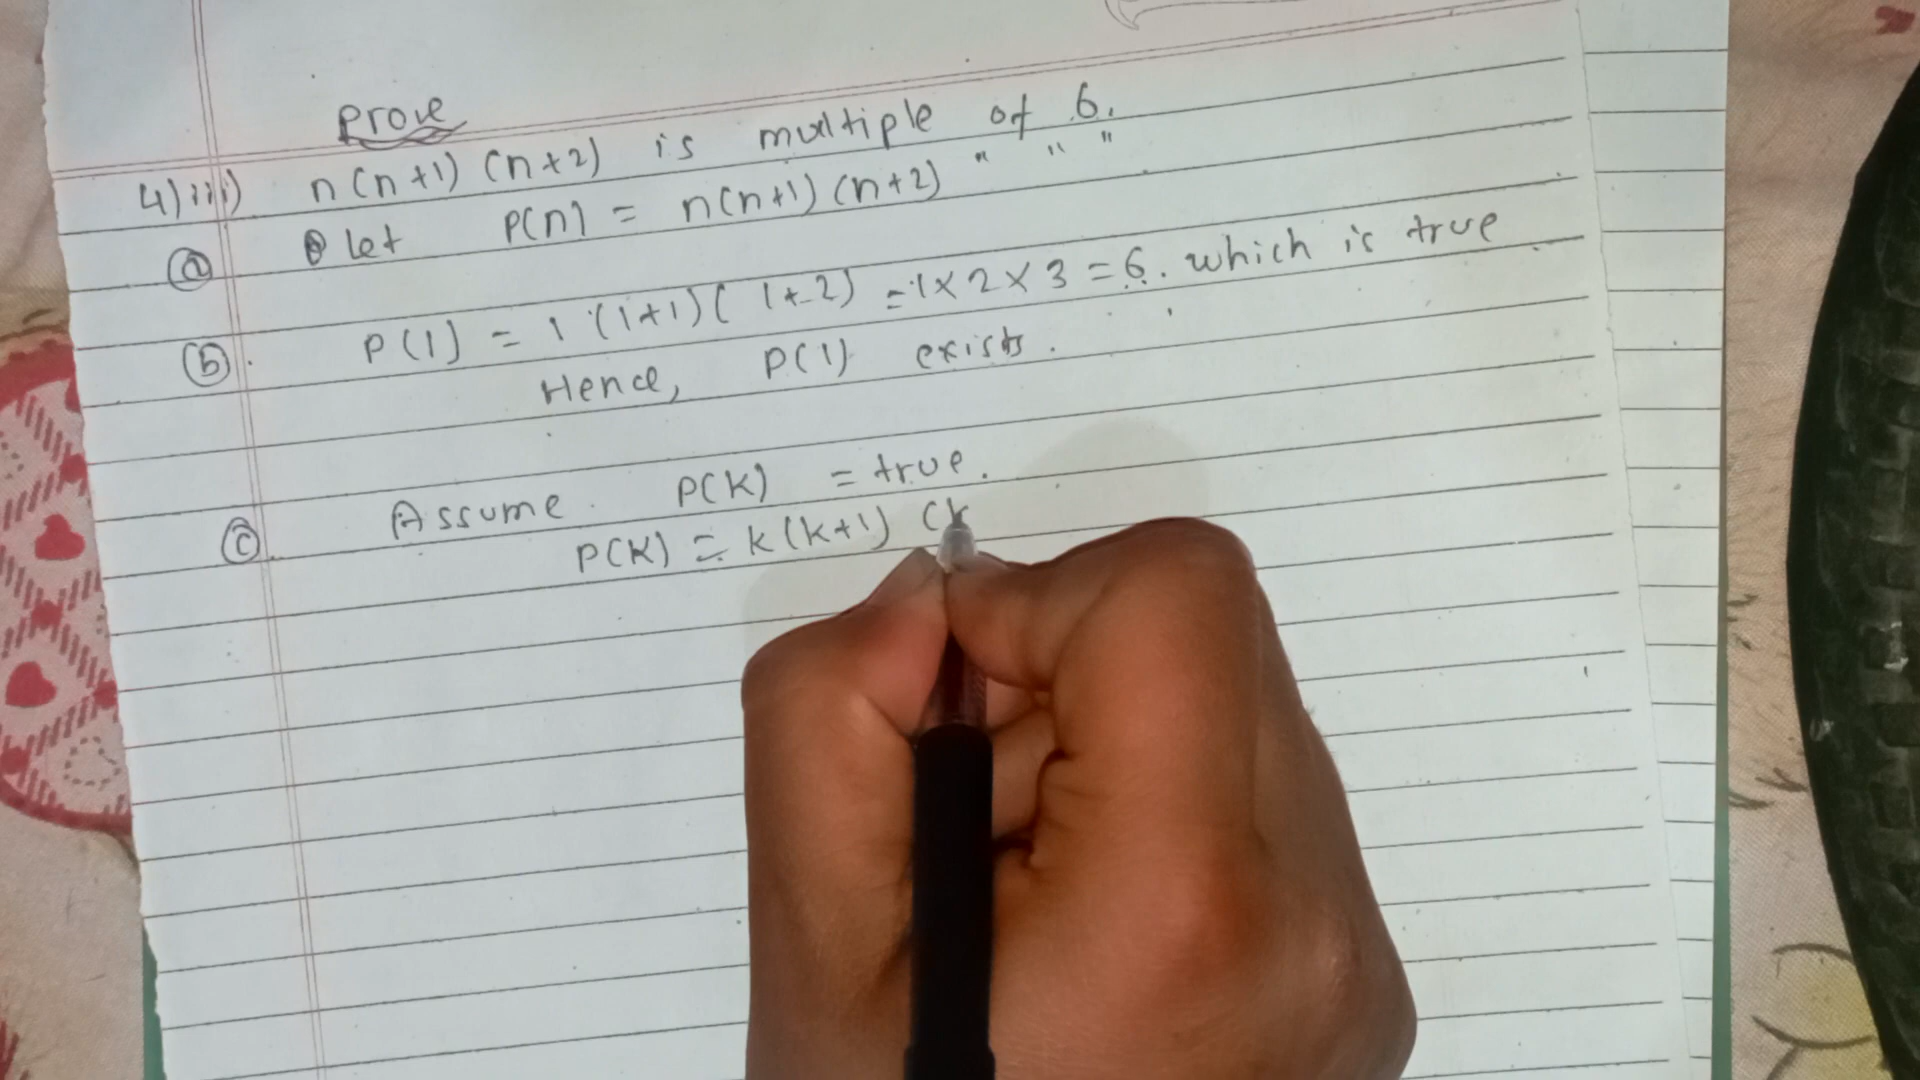 Prove
4)iii) n(n+1) (n+2) is multiple of 6.
(a) let P(n) = n(n+1) (n+2) " " "
(b). P(1) = 1 (1+1) ( 1+2) = 1×2×3 = 6. which is true
Hence, P(1) exists.
(c) Assume P(k) = true.
P(k) = k(k+1) (k